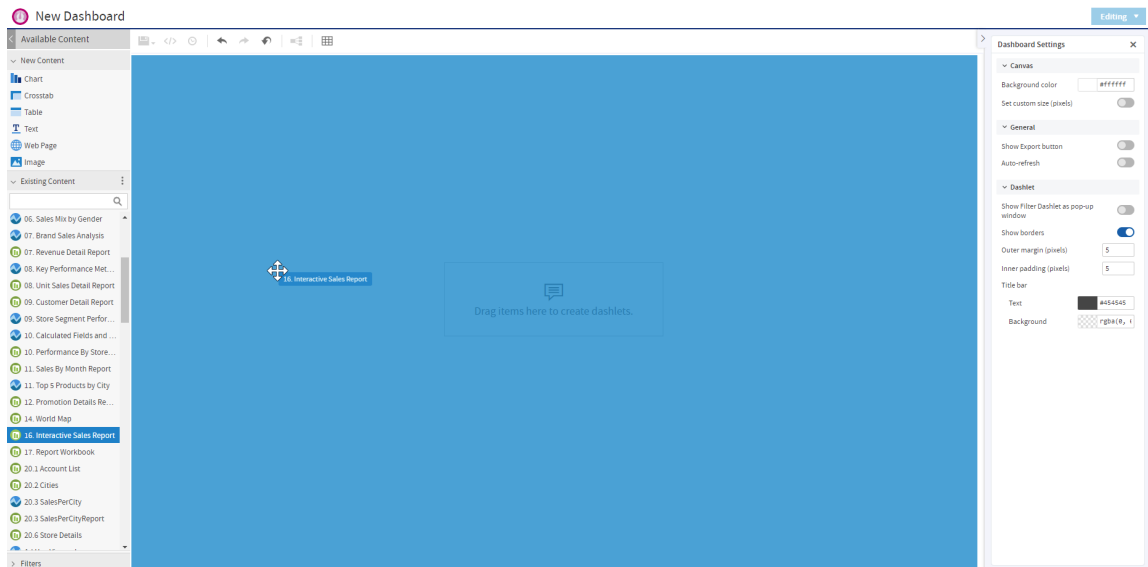 New Dashboard
Editing
Available Content
New Content
Chart
Crosstab
Table
Text
Web Page
Image
Existing Content
06. Sales Mix by Gender
07. Brand Sales Analysis
07. Revenue Detail Report
08. Key Performance Met...
08. Unit Sales Detail Report
09. Customer Detail Report
09. Store Segment Perfor...
10. Calculated Fields and ...
10. Performance By Store...
11. Sales By Month Report
11. Top 5 Products by City
12. Promotion Details Re...
14. World Map
16. Interactive Sales Report
17. Report Workbook
20.1 Account List
20.2 Cities
20.3 SalesPerCity
20.3 SalesPerCityReport
20.6 Store Details
Filters
16. Interactive Sales Report
Drag items here to create dashlets.
Dashboard Settings
Canvas
Background color
#ffffff
Set custom size (pixels)
General
Show Export button
Auto-refresh
Dashlet
Show Filter Dashlet as pop-up
window
Show borders
Outer margin (pixels)
5
Inner padding (pixels)
5
Title bar
Text
#454545
Background
rgba(0,